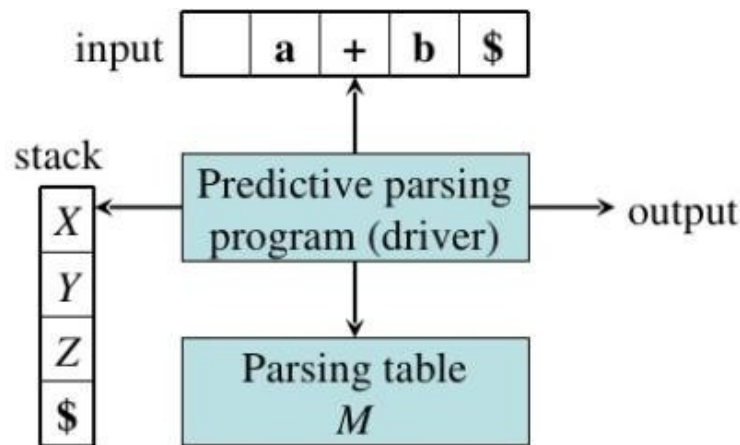 input a + b $
stack
Predictive parsing
program (driver)
output
X
Y
Z
$
Parsing table
M